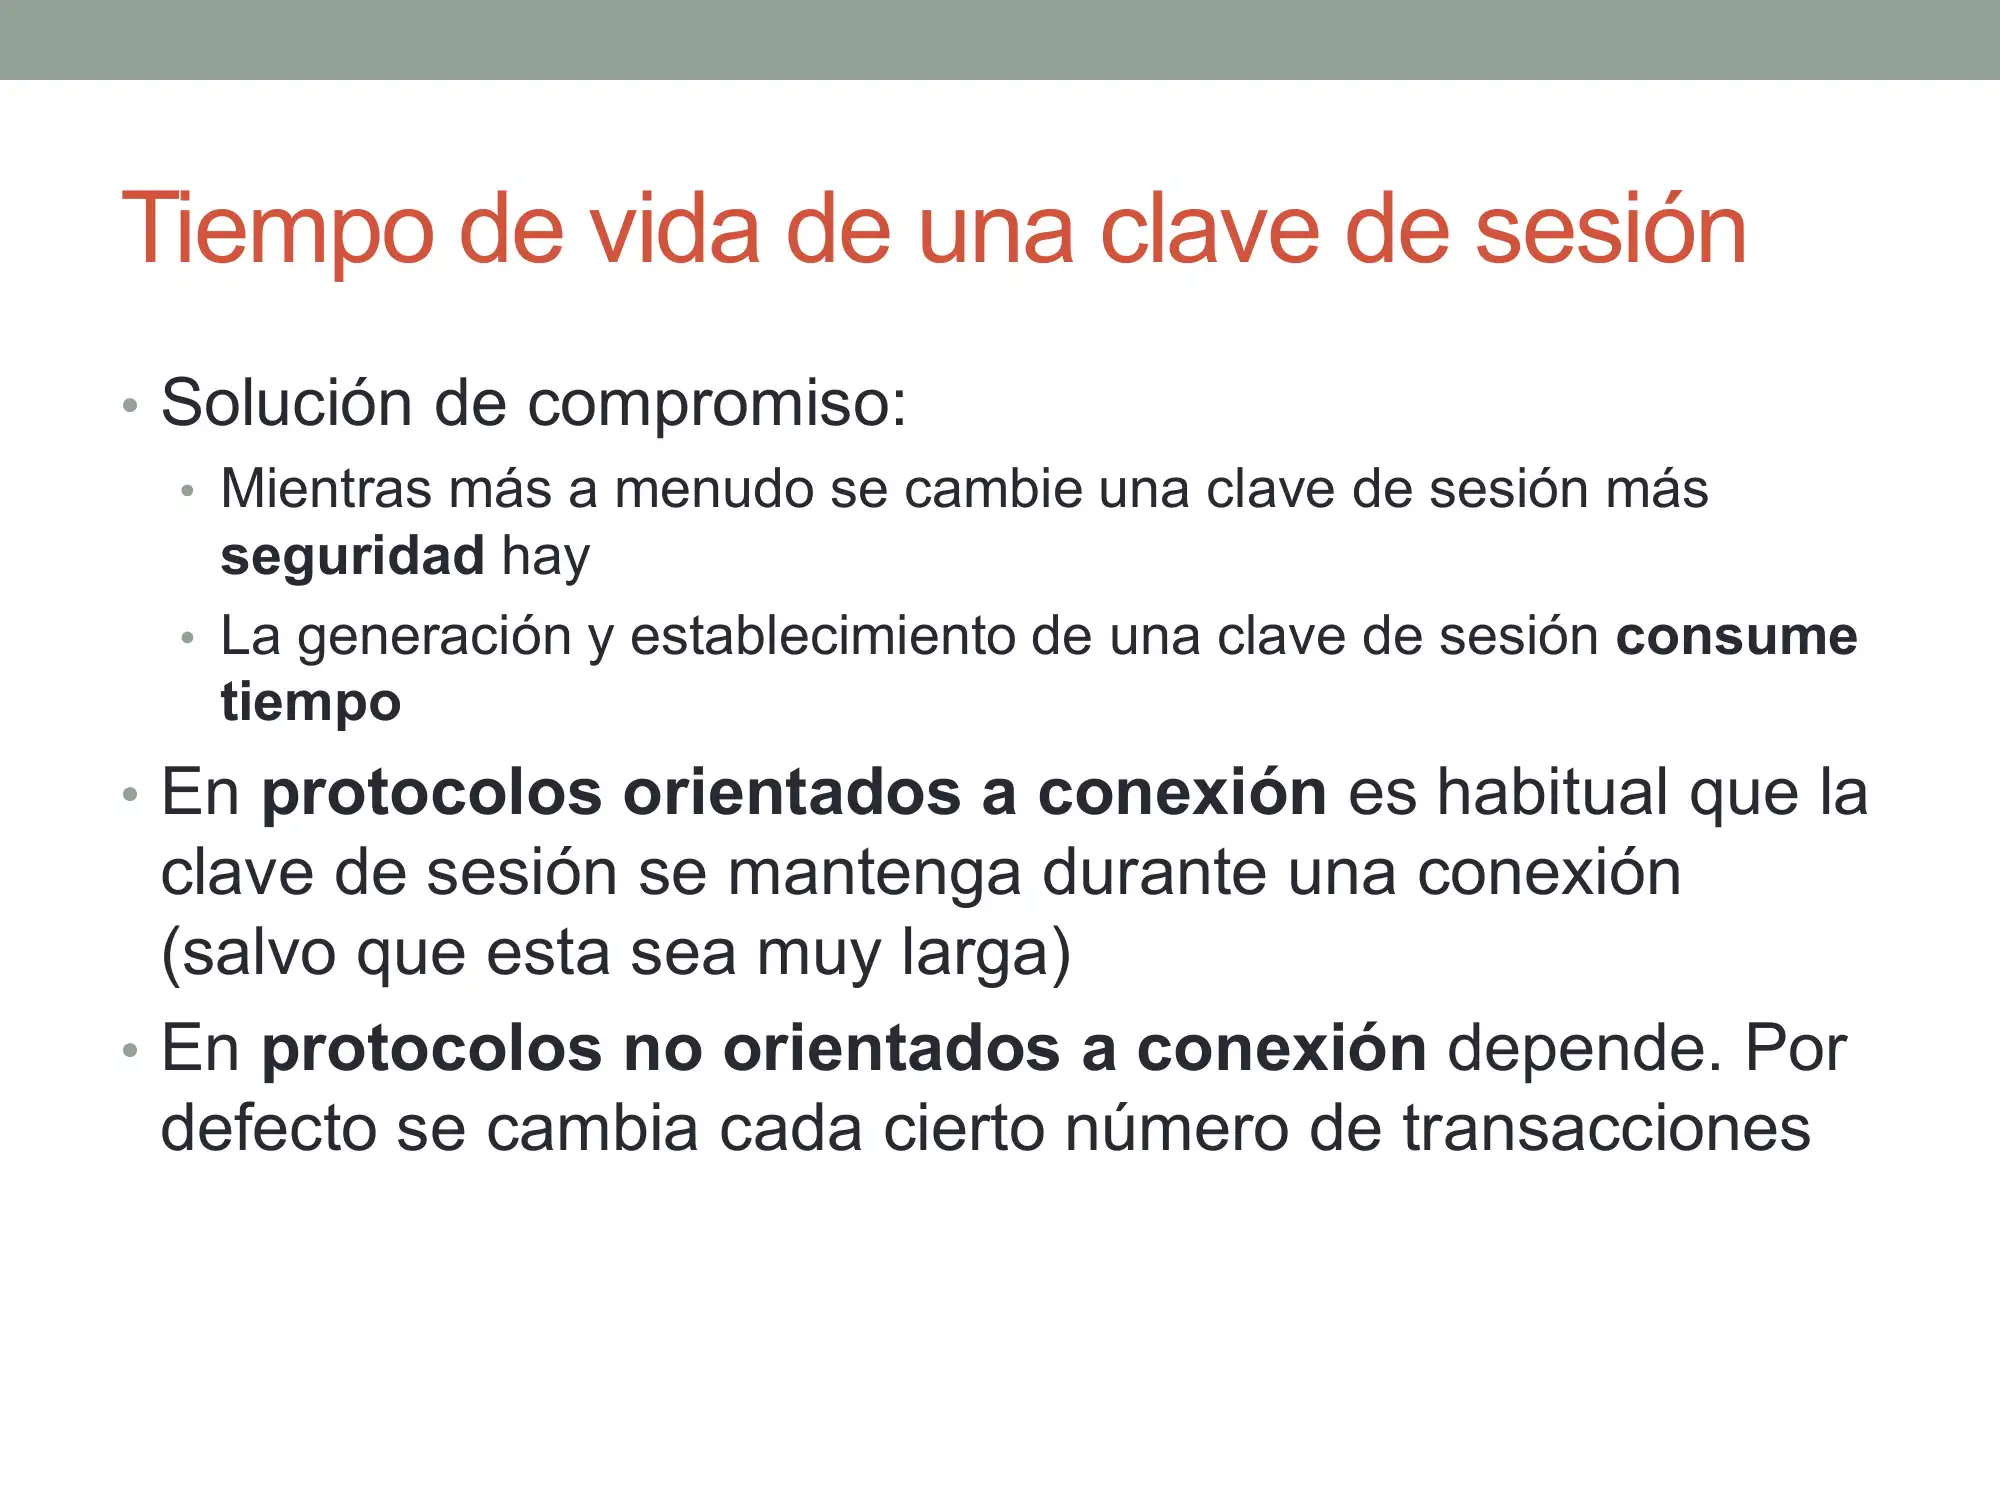 Tiempo de vida de una clave de sesión
• Solución de compromiso:
• Mientras más a menudo se cambie una clave de sesión más
seguridad hay
• La generación y establecimiento de una clave de sesión consume
tiempo
• En protocolos orientados a conexión es habitual que la
clave de sesión se mantenga durante una conexión
(salvo que esta sea muy larga)
• En protocolos no orientados a conexión depende. Por
defecto se cambia cada cierto número de transacciones